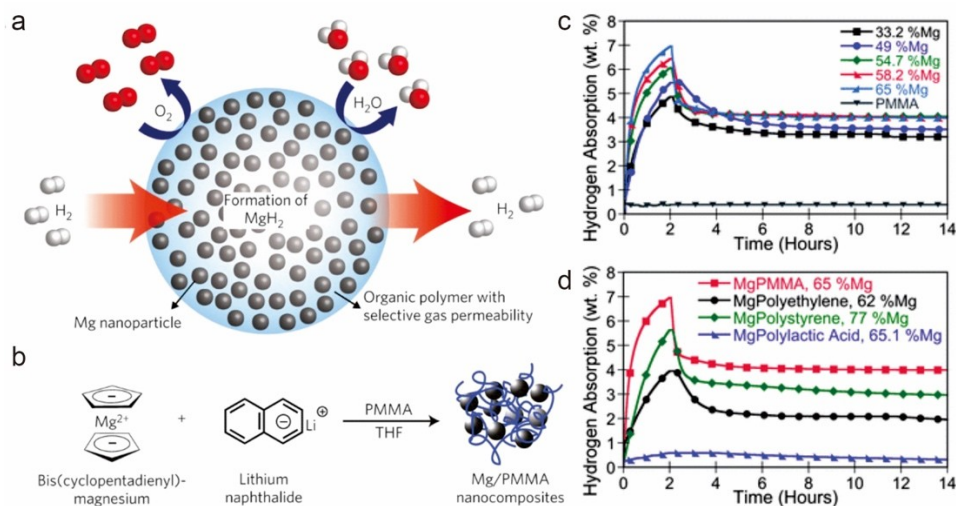 a
O₂
H₂O
H₂
Formation of
MgH₂
H₂
Mg nanoparticle
Organic polymer with
selective gas permeability
b
Mg²⁺
+
Li
PMMA
THF
Bis(cyclopentadienyl)-
magnesium
Lithium
naphthalide
Mg/PMMA
nanocomposites
c
Hydrogen Absorption (wt. %)
8
7
6
5
4
3
2
1
0
33.2 %Mg
49 %Mg
54.7 %Mg
58.2 %Mg
65 %Mg
PMMA
0 2 4 6 8 10 12 14
Time (Hours)
d
Hydrogen Absorption (wt. %)
8
7
6
5
4
3
2
1
0
MgPMMA, 65 %Mg
MgPolyethylene, 62 %Mg
MgPolystyrene, 77 %Mg
MgPolylactic Acid, 65.1 %Mg
0 2 4 6 8 10 12 14
Time (Hours)